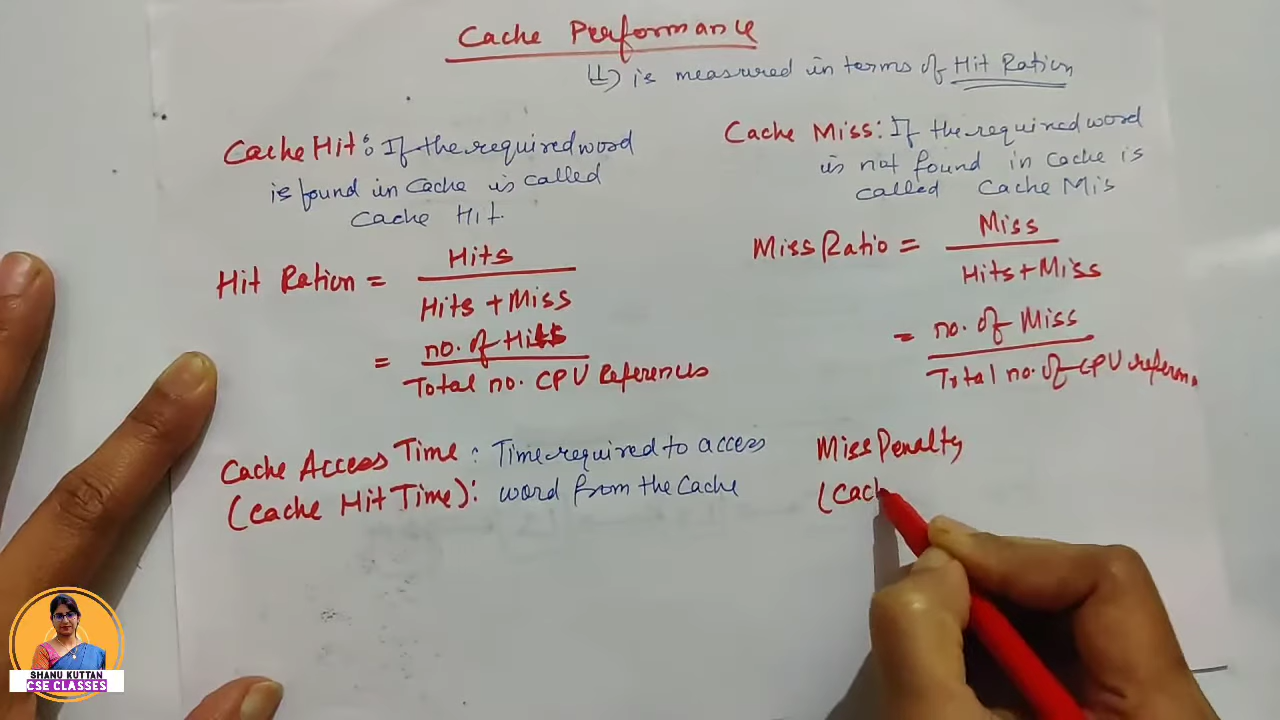 Cache Performance
↳ is measured in terms of Hit Ration
Cache Hit: If the required word
is found in Cache is called
Cache Hit.
Cache Miss: If the required word
is not found in Cache is
called Cache Mis
Hit Ration = Hits
Hits + Miss
= no. of Hits
Total no. CPU References
Miss Ratio = Miss
Hits + Miss
= no. of Miss
Total no. of CPU referen.
Cache Access Time : Time required to access
(Cache Hit Time): word from the Cache
Miss Penalty
(Cach
SHANU KUTTAN
CSE CLASSES